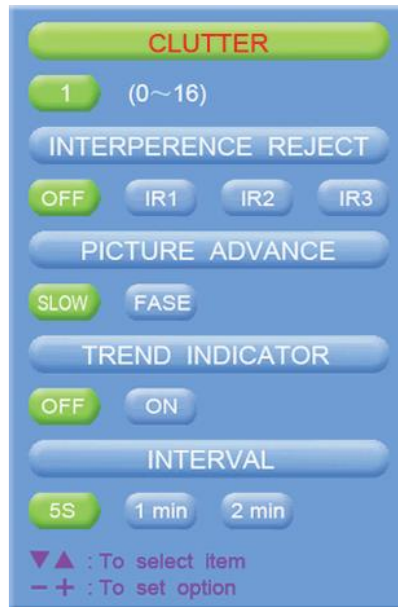 CLUTTER
1 (0~16)
INTERPERENCE REJECT
OFF IR1 IR2 IR3
PICTURE ADVANCE
SLOW FASE
TREND INDICATOR
OFF ON
INTERVAL
5S 1 min 2 min
▼▲ : To select item
− + : To set option